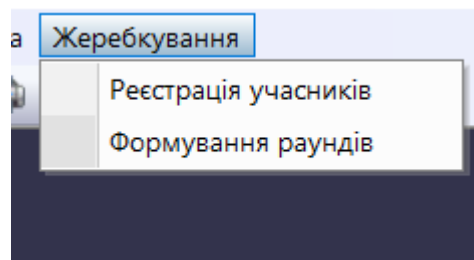 а Жеребкування
Реєстрація учасників
Формування раундів